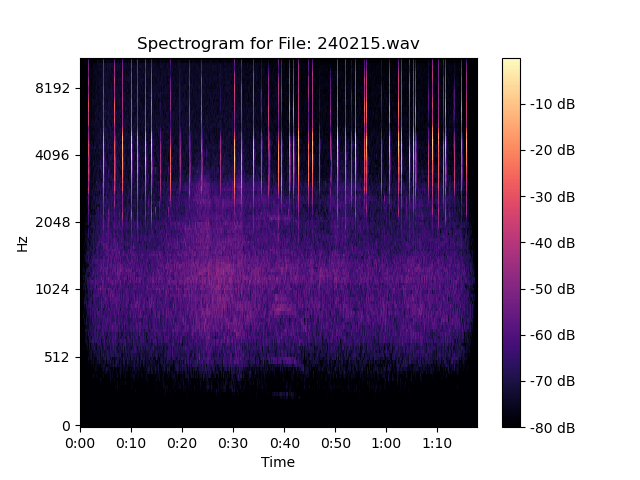 Spectrogram for File: 240215.wav
Hz
8192
4096
2048
1024
512
0
0:00 0:10 0:20 0:30 0:40 0:50 1:00 1:10
Time
-10 dB
-20 dB
-30 dB
-40 dB
-50 dB
-60 dB
-70 dB
-80 dB